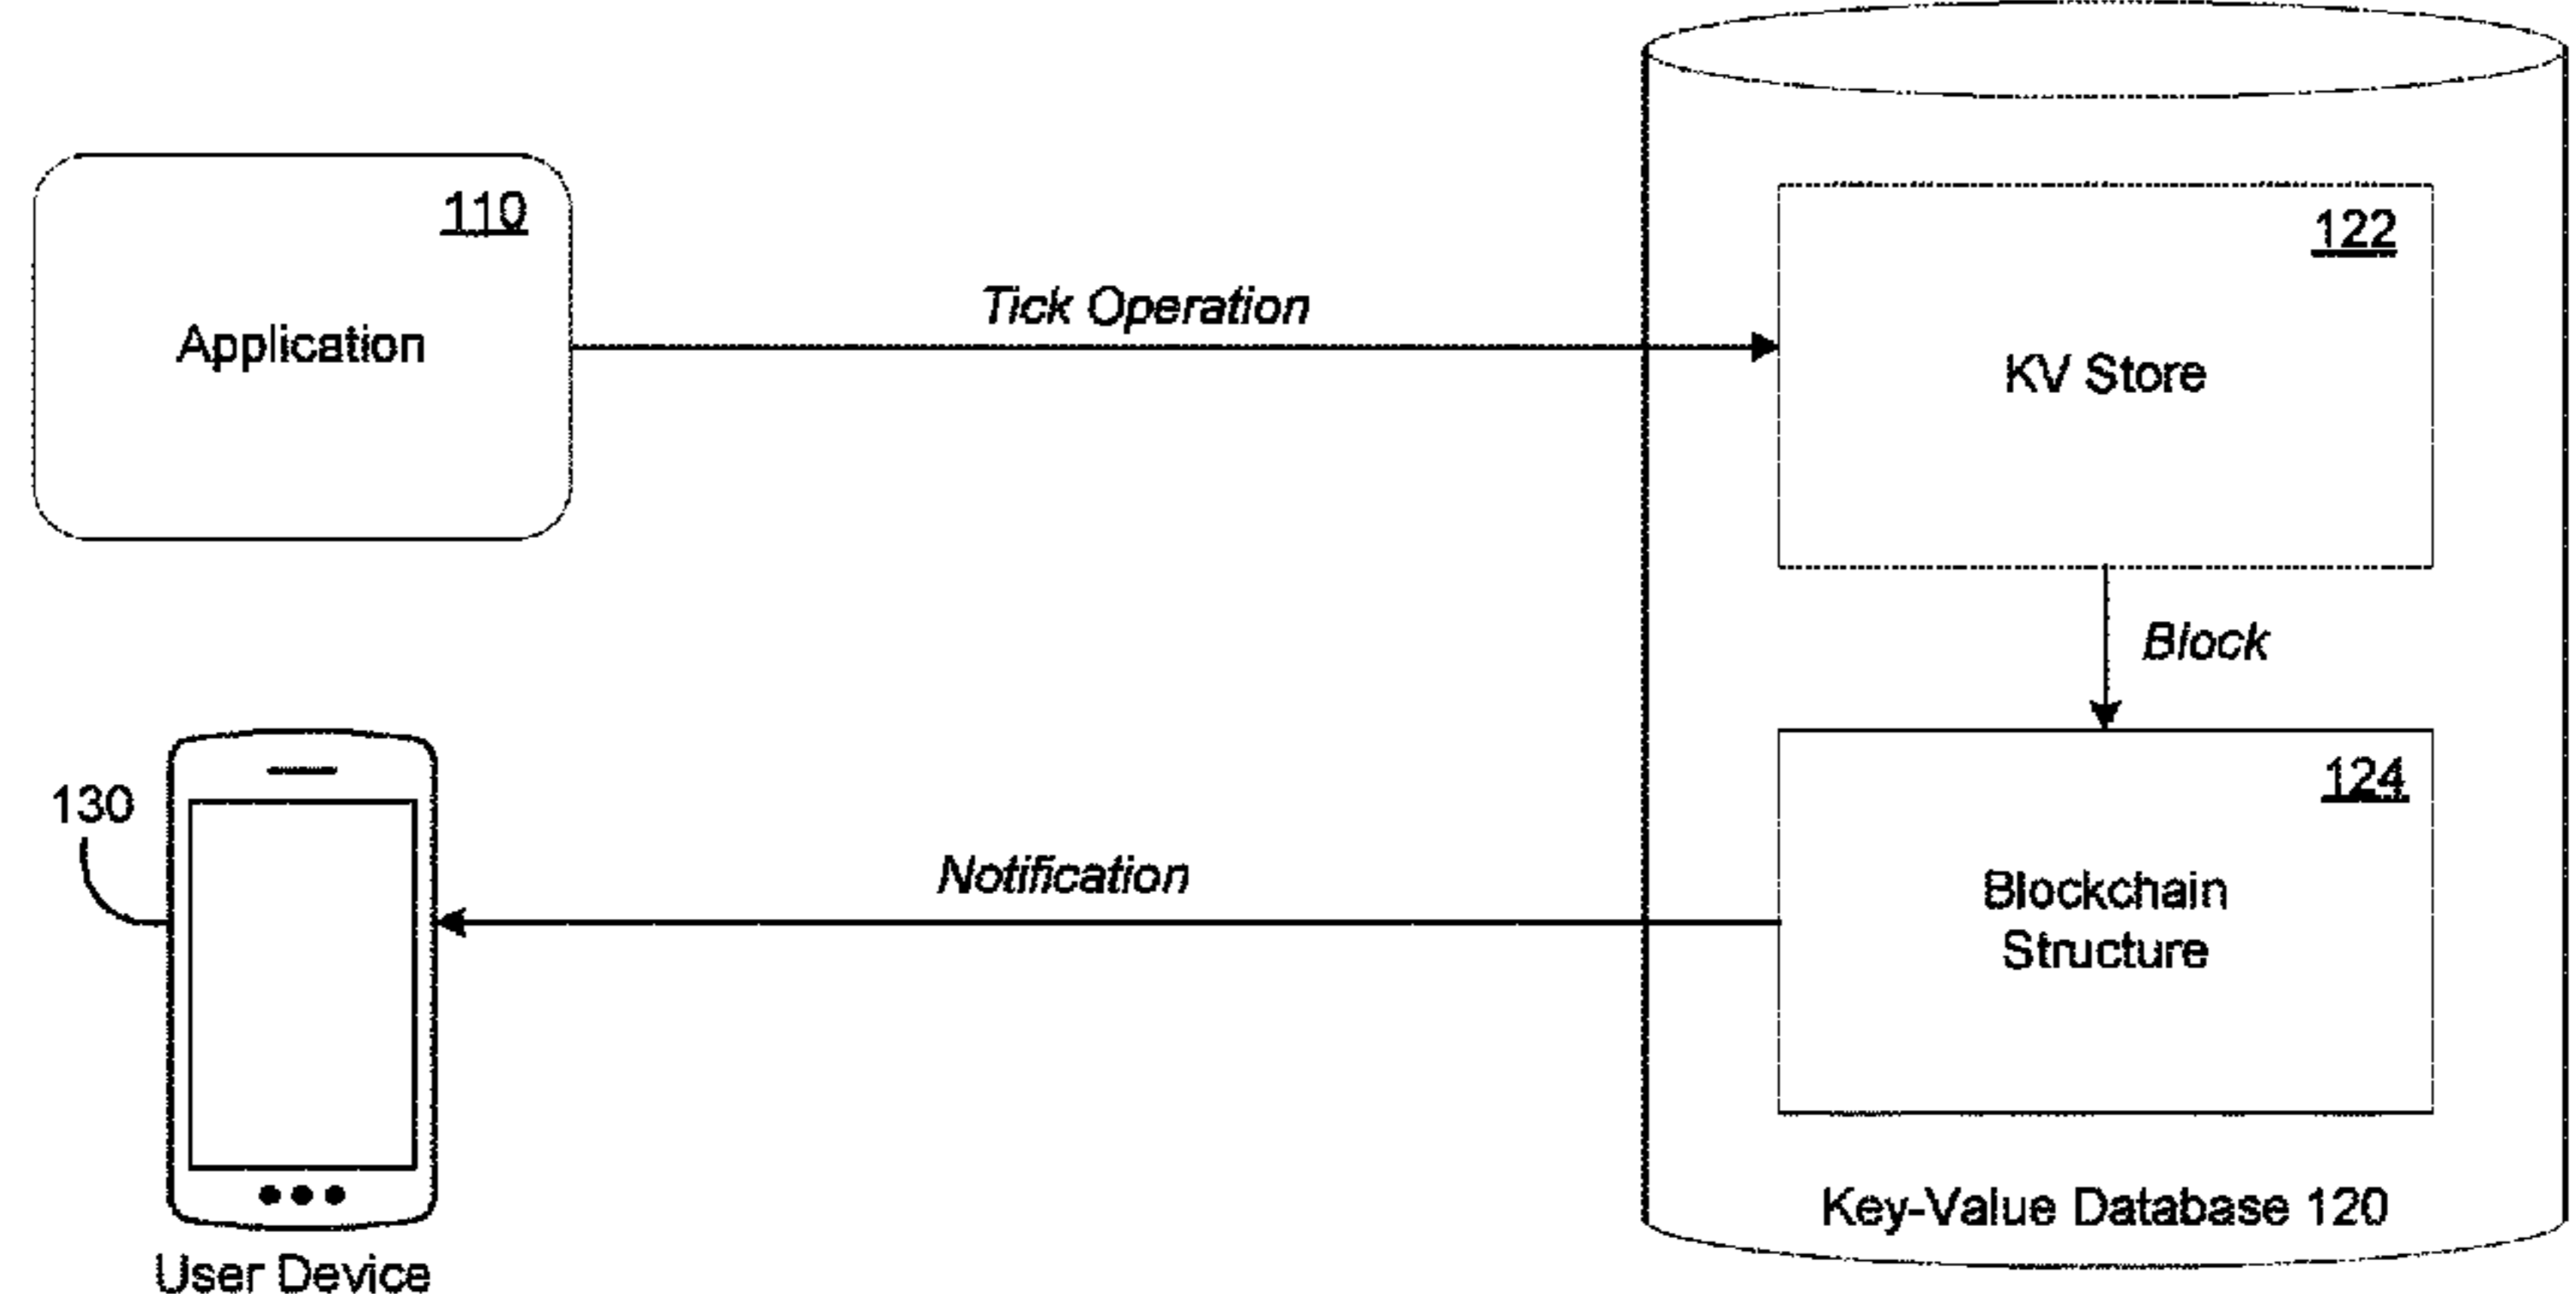 110
Application
Tick Operation
122
KV Store
Block
130
Notification
124
Blockchain
Structure
Key-Value Database 120
User Device